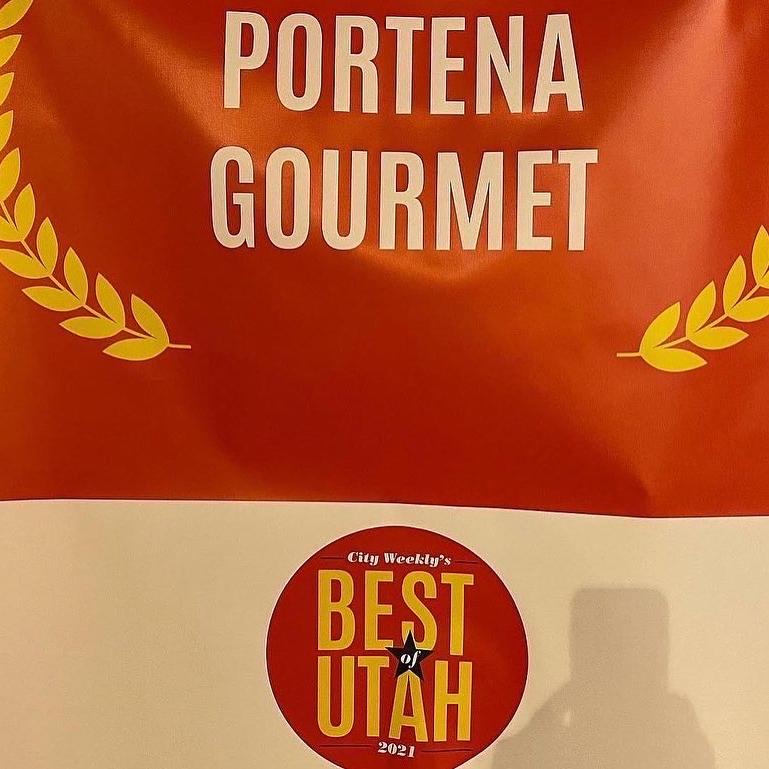 PORTENA
GOURMET
City Weekly's
BEST
of
UTAH
2021